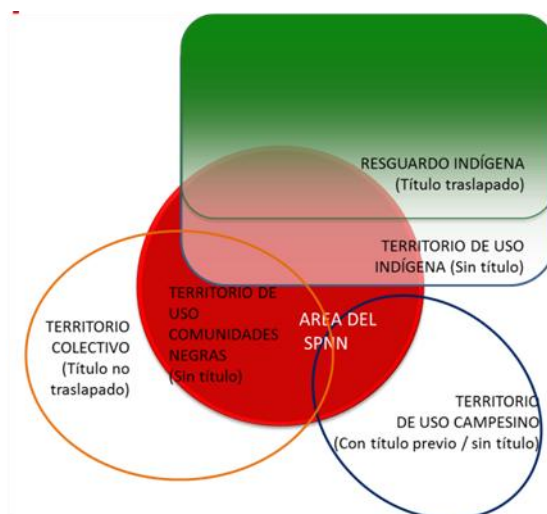 RESGUARDO INDÍGENA
(Título traslapado)
TERRITORIO DE USO
INDÍGENA (Sin título)
TERRITORIO DE
USO
COMUNIDADES
NEGRAS
(Sin título)
AREA DEL
SPNN
TERRITORIO
COLECTIVO
(Título no
traslapado)
TERRITORIO
DE USO CAMPESINO
(Con título previo / sin título)